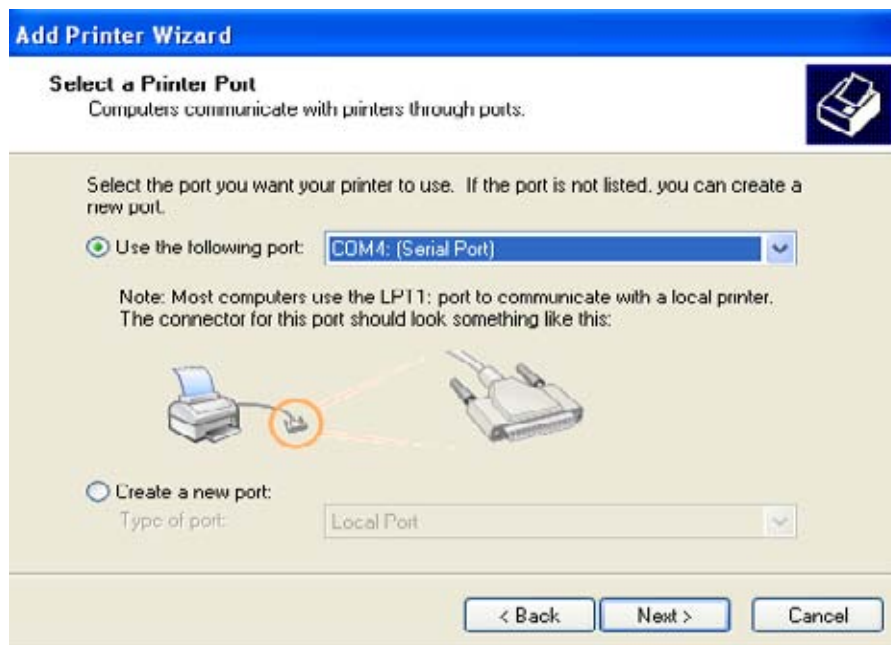 Add Printer Wizard
Select a Printer Port
Computers communicate with printers through ports.
Select the port you want your printer to use. If the port is not listed, you can create a
new port.
Use the following port: COM4: (Serial Port)
Note: Most computers use the LPT1: port to communicate with a local printer.
The connector for this port should look something like this:
Create a new port:
Type of port: Local Port
< Back Next > Cancel